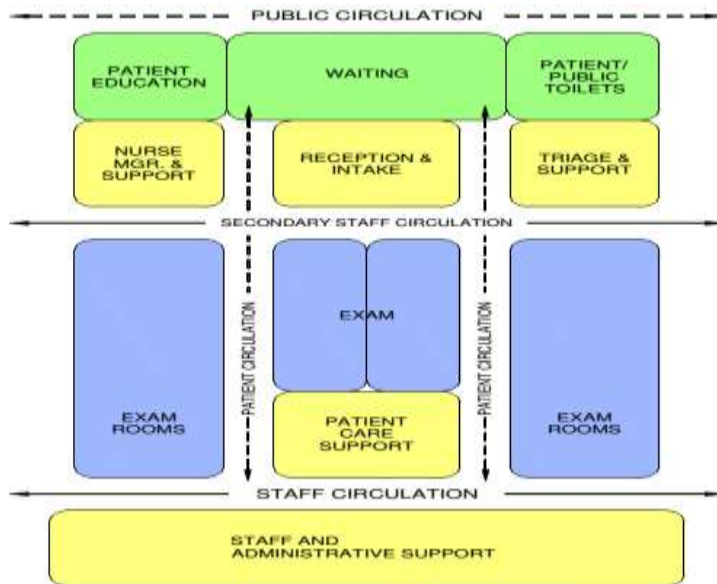 PUBLIC CIRCULATION
PATIENT
EDUCATION
WAITING
PATIENT/
PUBLIC
TOILETS
NURSE
MGR. &
SUPPORT
RECEPTION &
INTAKE
TRIAGE &
SUPPORT
SECONDARY STAFF CIRCULATION
EXAM
ROOMS
PATIENT CIRCULATION
EXAM
PATIENT
CARE
SUPPORT
PATIENT CIRCULATION
EXAM
ROOMS
STAFF CIRCULATION
STAFF AND
ADMINISTRATIVE SUPPORT